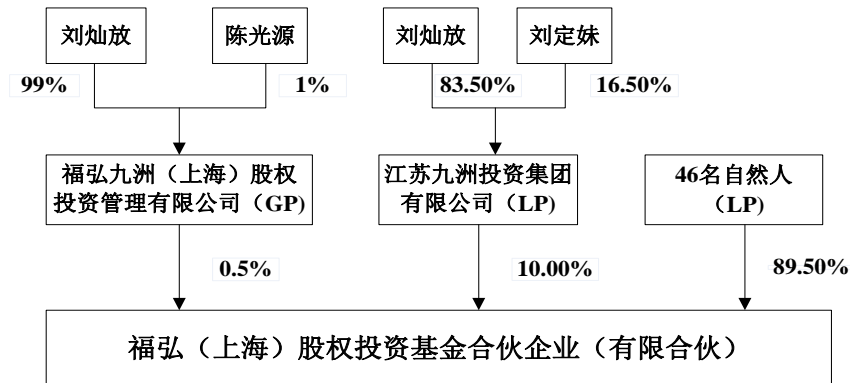 刘灿放
陈光源
刘灿放
刘定妹
99%
1%
83.50%
16.50%
福弘九洲（上海）股权
投资管理有限公司（GP）
江苏九洲投资集团
有限公司（LP）
46名自然人
（LP)
0.5%
10.00%
89.50%
福弘（上海）股权投资基金合伙企业（有限合伙）